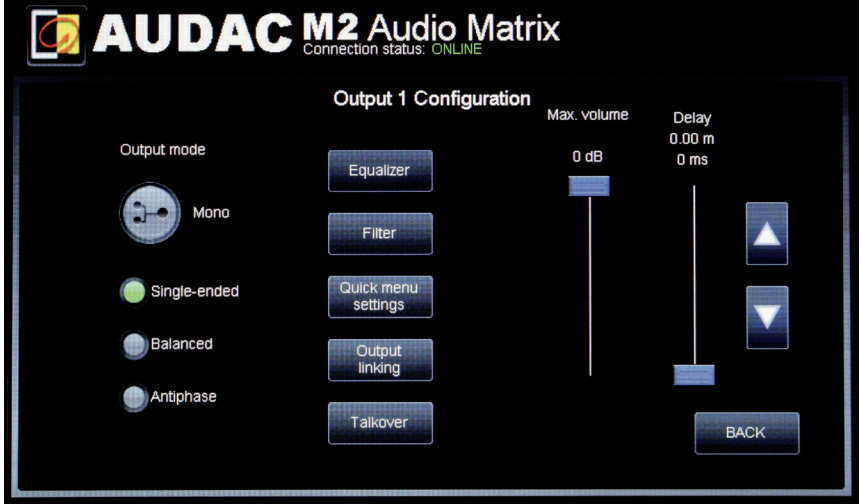 AUDAC M2 Audio Matrix
Connection status: ONLINE
Output 1 Configuration
Output mode
Mono
Single-ended
Balanced
Antiphase
Equalizer
Filter
Quick menu
settings
Output
linking
Talkover
Max. volume
0 dB
Delay
0.00 m
0 ms
BACK